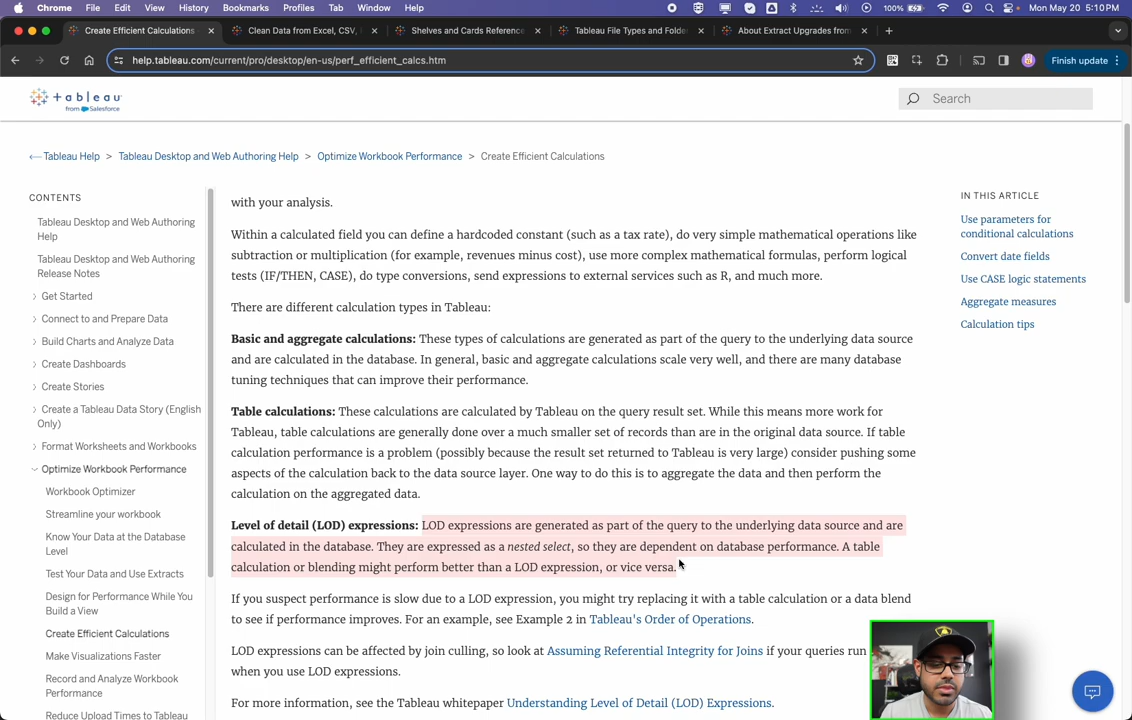 Chrome File Edit View History Bookmarks Profiles Tab Window Help 100% Mon May 20 5:10 PM
Create Efficient Calculations
Clean Data from Excel, CSV,
Shelves and Cards Reference
Tableau File Types and Folde
About Extract Upgrades from
help.tableau.com/current/pro/desktop/en-us/perf_efficient_calcs.htm
Finish update
+ableau
from Salesforce
Search
Tableau Help > Tableau Desktop and Web Authoring Help > Optimize Workbook Performance > Create Efficient Calculations
CONTENTS
Tableau Desktop and Web Authoring
Help
Tableau Desktop and Web Authoring
Release Notes
Get Started
Connect to and Prepare Data
Build Charts and Analyze Data
Create Dashboards
Create Stories
Create a Tableau Data Story (English
Only)
Format Worksheets and Workbooks
Optimize Workbook Performance
Workbook Optimizer
Streamline your workbook
Know Your Data at the Database
Level
Test Your Data and Use Extracts
Design for Performance While You
Build a View
Create Efficient Calculations
Make Visualizations Faster
Record and Analyze Workbook
Performance
Reduce Upload Times to Tableau
with your analysis.
Within a calculated field you can define a hardcoded constant (such as a tax rate), do very simple mathematical operations like
subtraction or multiplication (for example, revenues minus cost), use more complex mathematical formulas, perform logical
tests (IF/THEN, CASE), do type conversions, send expressions to external services such as R, and much more.
There are different calculation types in Tableau:
Basic and aggregate calculations: These types of calculations are generated as part of the query to the underlying data source
and are calculated in the database. In general, basic and aggregate calculations scale very well, and there are many database
tuning techniques that can improve their performance.
Table calculations: These calculations are calculated by Tableau on the query result set. While this means more work for
Tableau, table calculations are generally done over a much smaller set of records than are in the original data source. If table
calculation performance is a problem (possibly because the result set returned to Tableau is very large) consider pushing some
aspects of the calculation back to the data source layer. One way to do this is to aggregate the data and then perform the
calculation on the aggregated data.
Level of detail (LOD) expressions: LOD expressions are generated as part of the query to the underlying data source and are
calculated in the database. They are expressed as a nested select, so they are dependent on database performance. A table
calculation or blending might perform better than a LOD expression, or vice versa.
If you suspect performance is slow due to a LOD expression, you might try replacing it with a table calculation or a data blend
to see if performance improves. For an example, see Example 2 in Tableau's Order of Operations.
LOD expressions can be affected by join culling, so look at Assuming Referential Integrity for Joins if your queries run
when you use LOD expressions.
For more information, see the Tableau whitepaper Understanding Level of Detail (LOD) Expressions.
IN THIS ARTICLE
Use parameters for
conditional calculations
Convert date fields
Use CASE logic statements
Aggregate measures
Calculation tips